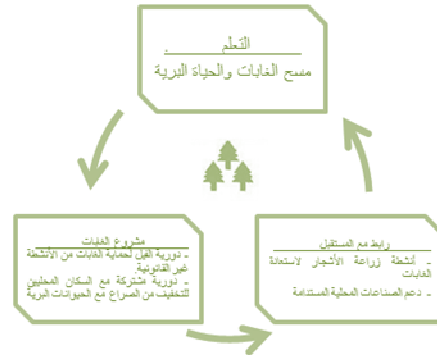 التعلم
مسح الغابات والحياة البرية
مشروع الغابات
- دورية الفيل لحماية الغابات من الأنشطة
غير القانونية.
- دورية مشتركة مع السكان المحليين
للتخفيف من الصراع مع الحيوانات البرية
رابط مع المستقبل
- أنشطة زراعة الأشجار لاستعادة
الغابات
- دعم الصناعات المحلية المستدامة